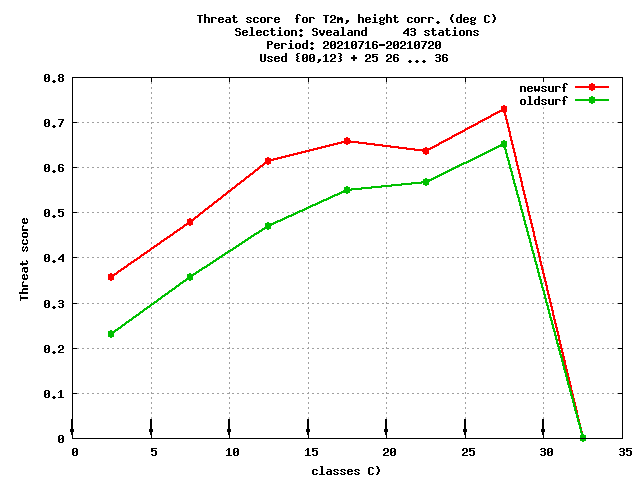 Threat score  for T2m, height corr. (deg C)
Selection: Svealand     43 stations
Period: 20210716-20210720
Used {00,12} + 25 26 ... 36
newsurf
oldsurf
0.8
0.7
0.6
0.5
0.4
0.3
0.2
0.1
0
Threat score
0 5 10 15 20 25 30 35
classes C)